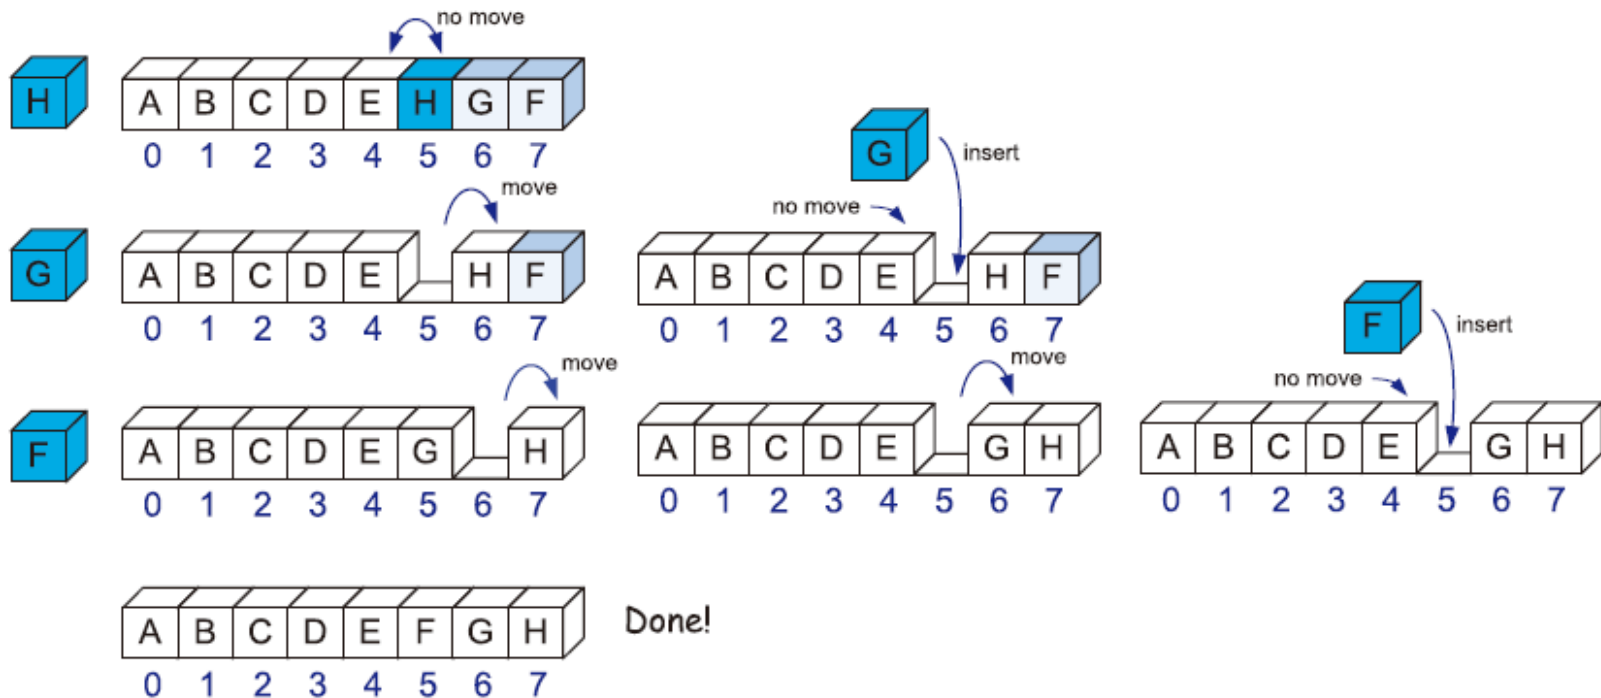 no move
H A B C D E H G F
0 1 2 3 4 5 6 7
G
insert
move
no move
G A B C D E H F
A B C D E H F
0 1 2 3 4 5 6 7
0 1 2 3 4 5 6 7
F
insert
move
move
no move
F A B C D E G H
A B C D E G H
A B C D E G H
0 1 2 3 4 5 6 7
0 1 2 3 4 5 6 7
0 1 2 3 4 5 6 7
A B C D E F G H
Done!
0 1 2 3 4 5 6 7